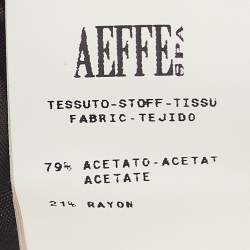 AEFFE SPA
TESSUTO-STOFF-TISSU
FABRIC-TEJIDO
79% ACETATO-ACETAT
ACETATE
21% RAYON